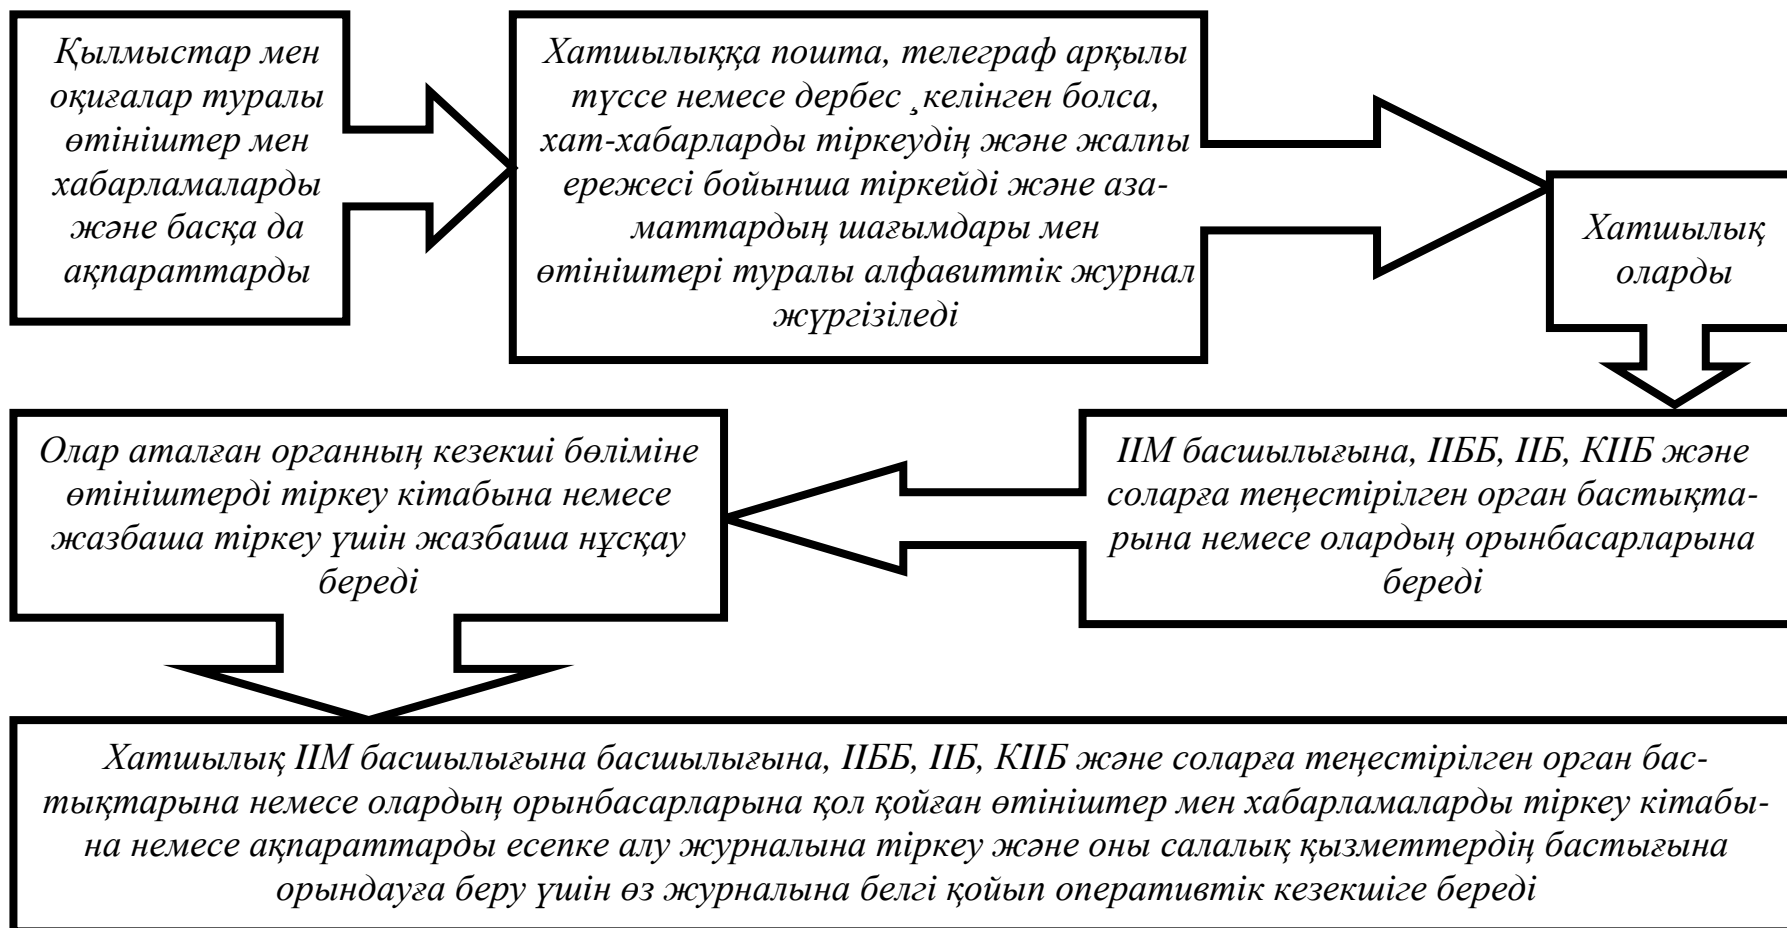 Қылмыстар мен
оқиғалар туралы
өтініштер мен
хабарламаларды
және басқа да
ақпараттарды
Хатшылыққа пошта, телеграф арқылы
түссе немесе дербес ¸келінген болса,
хат-хабарларды тіркеудің және жалпы
ережесі бойынша тіркейді және аза-
маттардың шағымдары мен
өтініштері туралы алфавиттік журнал
жүргізіледі
Хатшылық
оларды
ІІМ басшылығына, ІІББ, ІІБ, КІІБ және
соларға теңестірілген орган бастықта-
рына немесе олардың орынбасарларына
береді
Олар аталған органның кезекші бөліміне
өтініштерді тіркеу кітабына немесе
жазбаша тіркеу үшін жазбаша нұсқау
береді
Хатшылық ІІМ басшылығына басшылығына, ІІББ, ІІБ, КІІБ және соларға теңестірілген орган бас-
тықтарына немесе олардың орынбасарларына қол қойған өтініштер мен хабарламаларды тіркеу кітабы-
на немесе ақпараттарды есепке алу журналына тіркеу және оны салалық қызметтердің бастығына
орындауға беру үшін өз журналына белгі қойып оперативтік кезекшіге береді